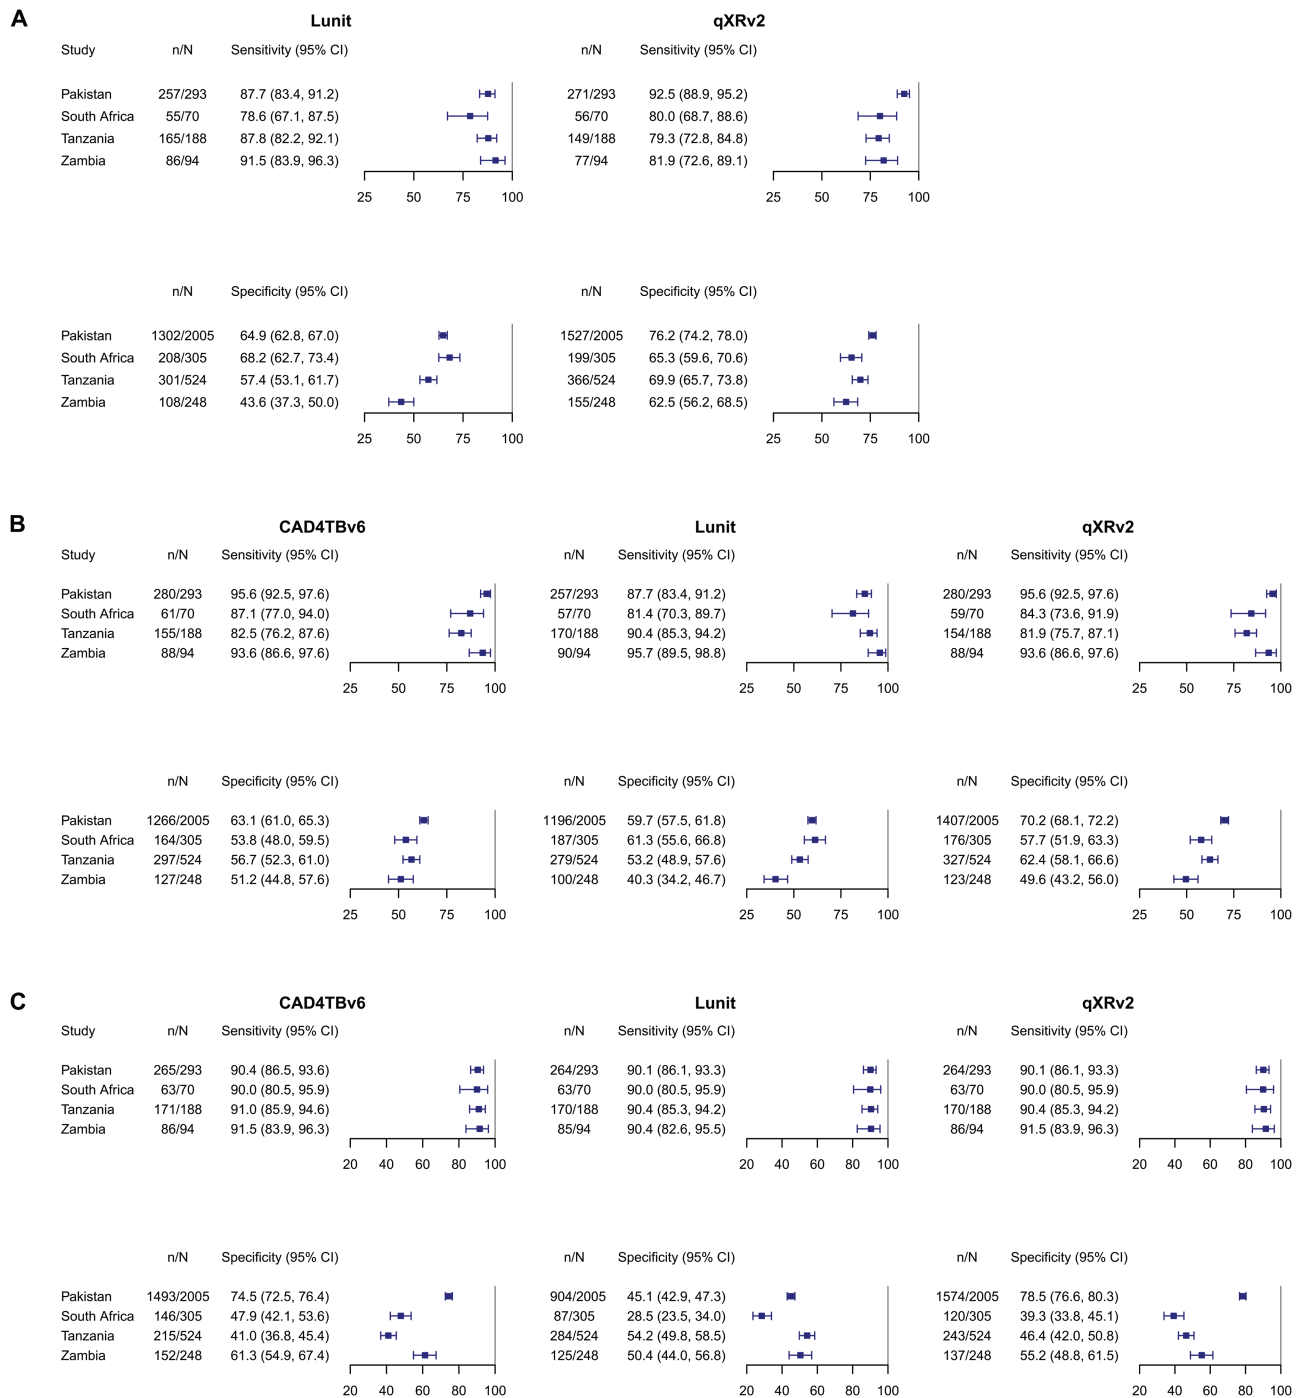 A
Lunit qXRv2
Study n/N Sensitivity (95% CI) n/N Sensitivity (95% CI)
Pakistan 257/293 87.7 (83.4, 91.2) 271/293 92.5 (88.9, 95.2)
South Africa 55/70 78.6 (67.1, 87.5) 56/70 80.0 (68.7, 88.6)
Tanzania 165/188 87.8 (82.2, 92.1) 149/188 79.3 (72.8, 84.8)
Zambia 86/94 91.5 (83.9, 96.3) 77/94 81.9 (72.6, 89.1)
25 50 75 100 25 50 75 100
n/N Specificity (95% CI) n/N Specificity (95% CI)
Pakistan 1302/2005 64.9 (62.8, 67.0) 1527/2005 76.2 (74.2, 78.0)
South Africa 208/305 68.2 (62.7, 73.4) 199/305 65.3 (59.6, 70.6)
Tanzania 301/524 57.4 (53.1, 61.7) 366/524 69.9 (65.7, 73.8)
Zambia 108/248 43.6 (37.3, 50.0) 155/248 62.5 (56.2, 68.5)
25 50 75 100 25 50 75 100
B
CAD4TBv6 Lunit qXRv2
Study n/N Sensitivity (95% CI) n/N Sensitivity (95% CI) n/N Sensitivity (95% CI)
Pakistan 280/293 95.6 (92.5, 97.6) 257/293 87.7 (83.4, 91.2) 280/293 95.6 (92.5, 97.6)
South Africa 61/70 87.1 (77.0, 94.0) 57/70 81.4 (70.3, 89.7) 59/70 84.3 (73.6, 91.9)
Tanzania 155/188 82.5 (76.2, 87.6) 170/188 90.4 (85.3, 94.2) 154/188 81.9 (75.7, 87.1)
Zambia 88/94 93.6 (86.6, 97.6) 90/94 95.7 (89.5, 98.8) 88/94 93.6 (86.6, 97.6)
25 50 75 100 25 50 75 100 25 50 75 100
n/N Specificity (95% CI) n/N Specificity (95% CI) n/N Specificity (95% CI)
Pakistan 1266/2005 63.1 (61.0, 65.3) 1196/2005 59.7 (57.5, 61.8) 1407/2005 70.2 (68.1, 72.2)
South Africa 164/305 53.8 (48.0, 59.5) 187/305 61.3 (55.6, 66.8) 176/305 57.7 (51.9, 63.3)
Tanzania 297/524 56.7 (52.3, 61.0) 279/524 53.2 (48.9, 57.6) 327/524 62.4 (58.1, 66.6)
Zambia 127/248 51.2 (44.8, 57.6) 100/248 40.3 (34.2, 46.7) 123/248 49.6 (43.2, 56.0)
25 50 75 100 25 50 75 100 25 50 75 100
C
CAD4TBv6 Lunit qXRv2
Study n/N Sensitivity (95% CI) n/N Sensitivity (95% CI) n/N Sensitivity (95% CI)
Pakistan 265/293 90.4 (86.5, 93.6) 264/293 90.1 (86.1, 93.3) 264/293 90.1 (86.1, 93.3)
South Africa 63/70 90.0 (80.5, 95.9) 63/70 90.0 (80.5, 95.9) 63/70 90.0 (80.5, 95.9)
Tanzania 171/188 91.0 (85.9, 94.6) 170/188 90.4 (85.3, 94.2) 170/188 90.4 (85.3, 94.2)
Zambia 86/94 91.5 (83.9, 96.3) 85/94 90.4 (82.6, 95.5) 86/94 91.5 (83.9, 96.3)
20 40 60 80 100 20 40 60 80 100 20 40 60 80 100
n/N Specificity (95% CI) n/N Specificity (95% CI) n/N Specificity (95% CI)
Pakistan 1493/2005 74.5 (72.5, 76.4) 904/2005 45.1 (42.9, 47.3) 1574/2005 78.5 (76.6, 80.3)
South Africa 146/305 47.9 (42.1, 53.6) 87/305 28.5 (23.5, 34.0) 120/305 39.3 (33.8, 45.1)
Tanzania 215/524 41.0 (36.8, 45.4) 284/524 54.2 (49.8, 58.5) 243/524 46.4 (42.0, 50.8)
Zambia 152/248 61.3 (54.9, 67.4) 125/248 50.4 (44.0, 56.8) 137/248 55.2 (48.8, 61.5)
20 40 60 80 100 20 40 60 80 100 20 40 60 80 100